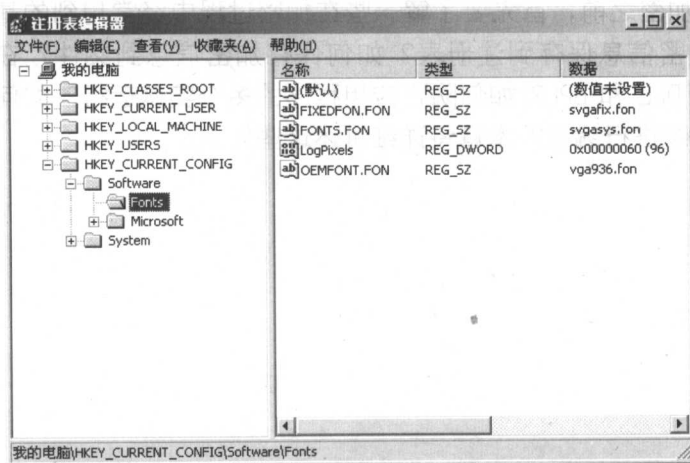 注册表编辑器
文件(F) 编辑(E) 查看(V) 收藏夹(A) 帮助(H)
我的电脑
HKEY_CLASSES_ROOT
HKEY_CURRENT_USER
HKEY_LOCAL_MACHINE
HKEY_USERS
HKEY_CURRENT_CONFIG
Software
Fonts
Microsoft
System
名称 类型 数据
(默认) REG_SZ (数值未设置)
FIXEDFON.FON REG_SZ svgafix.fon
FONTS.FON REG_SZ svgasys.fon
LogPixels REG_DWORD 0x00000060 (96)
OEMFONT.FON REG_SZ vga936.fon
我的电脑\HKEY_CURRENT_CONFIG\Software\Fonts